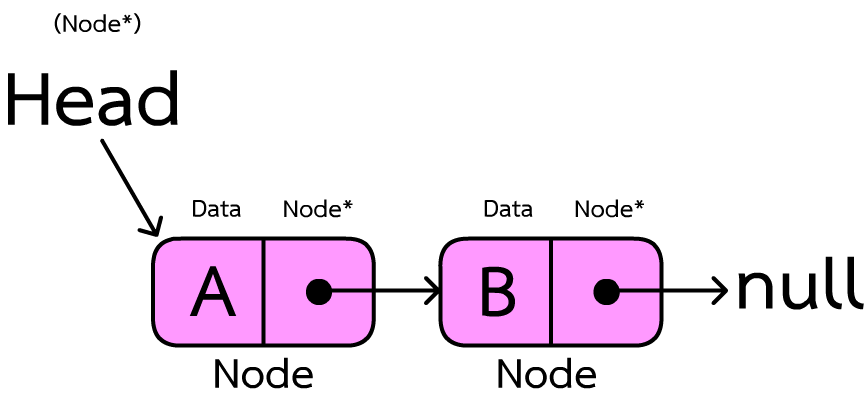 (Node*)
Head
Data Node* Data Node*
A B null
Node Node